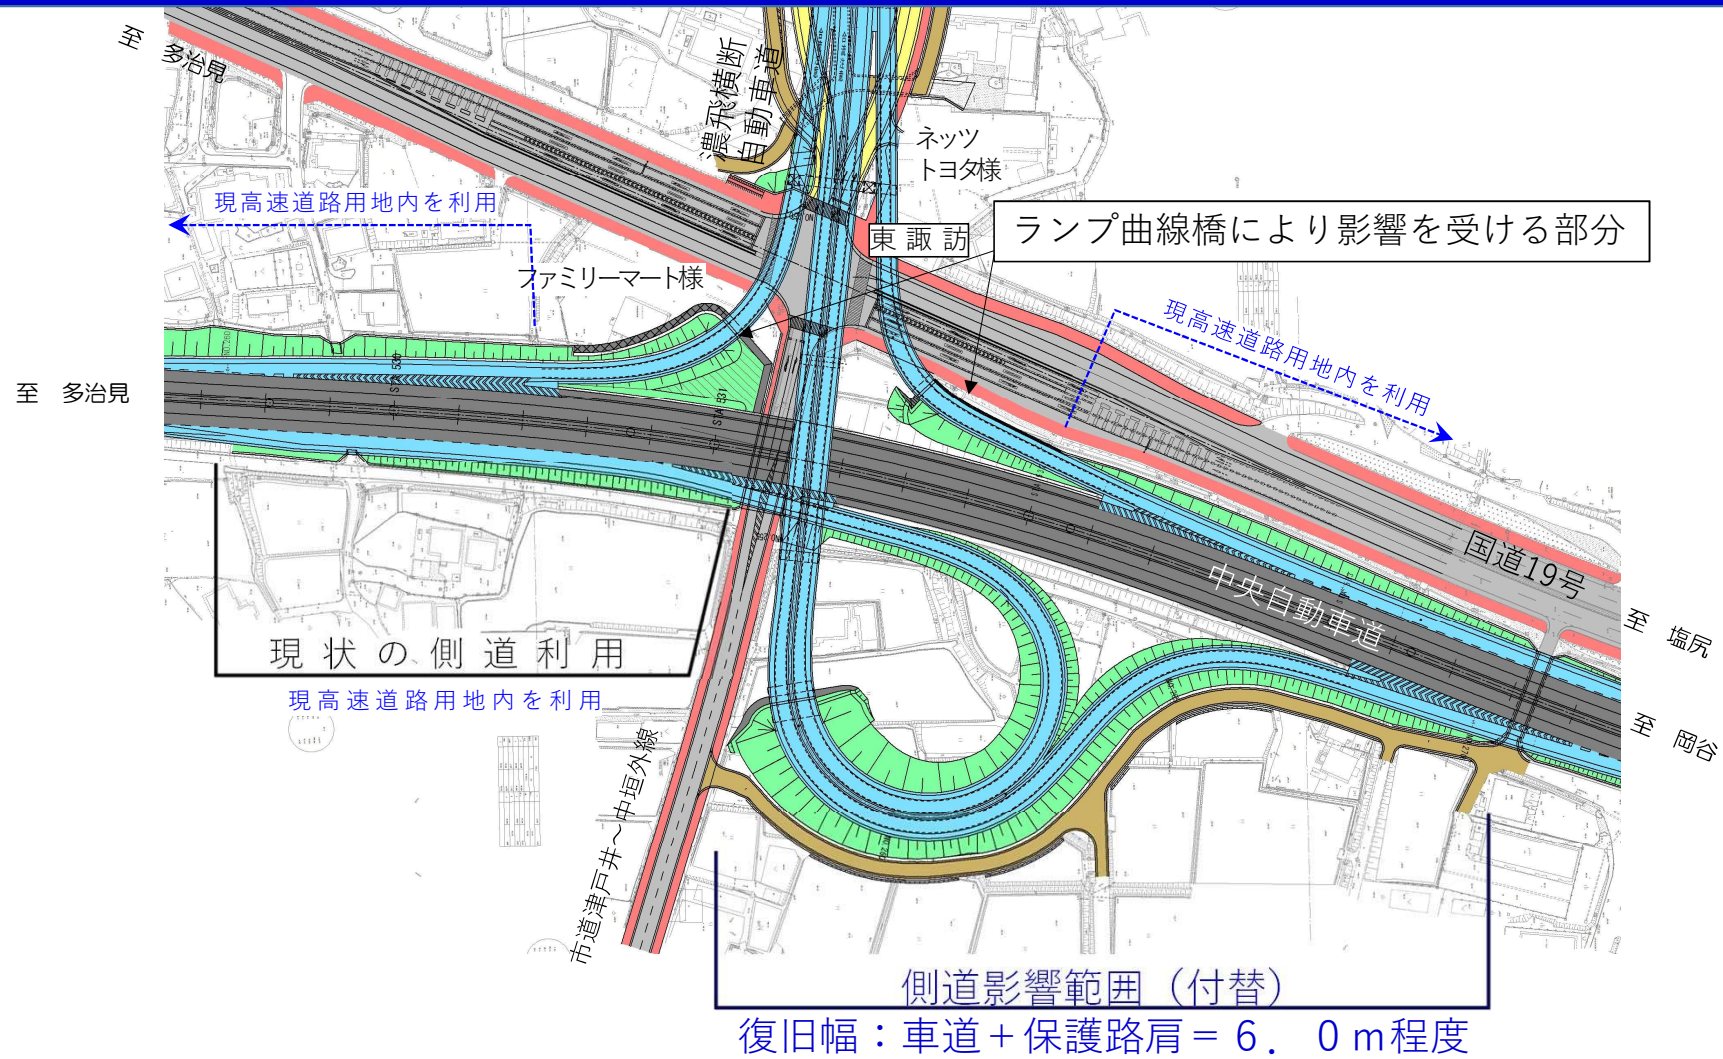 至 多治見
濃飛横断
自動車道
ネッツ
トヨタ様
現高速道路用地内を利用
東諏訪
ランプ曲線橋により影響を受ける部分
ファミリーマート様
現高速道路用地内を利用
至 多治見
国道19号
中央自動車道
至 塩尻
至 岡谷
現状の側道利用
現高速道路用地内を利用
市道津戸井～中垣外線
側道影響範囲（付替）
復旧幅：車道＋保護路肩＝６．０ｍ程度